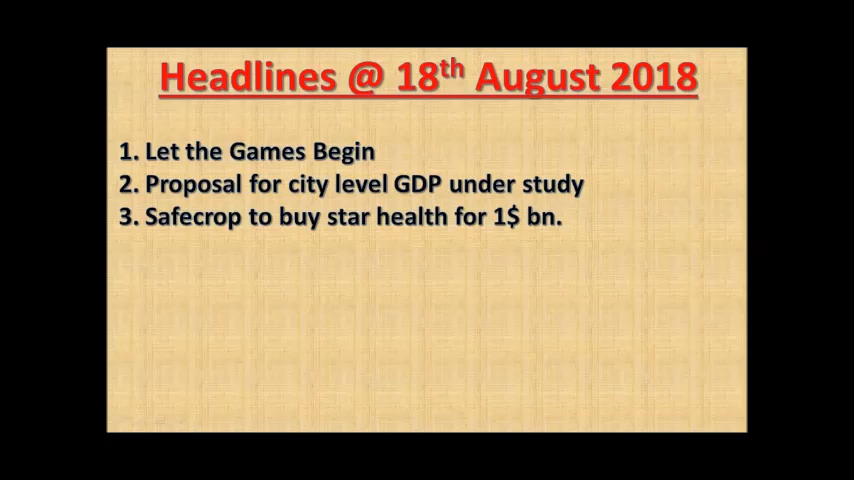 Headlines @ 18th August 2018
1. Let the Games Begin
2. Proposal for city level GDP under study
3. Safecrop to buy star health for 1$ bn.